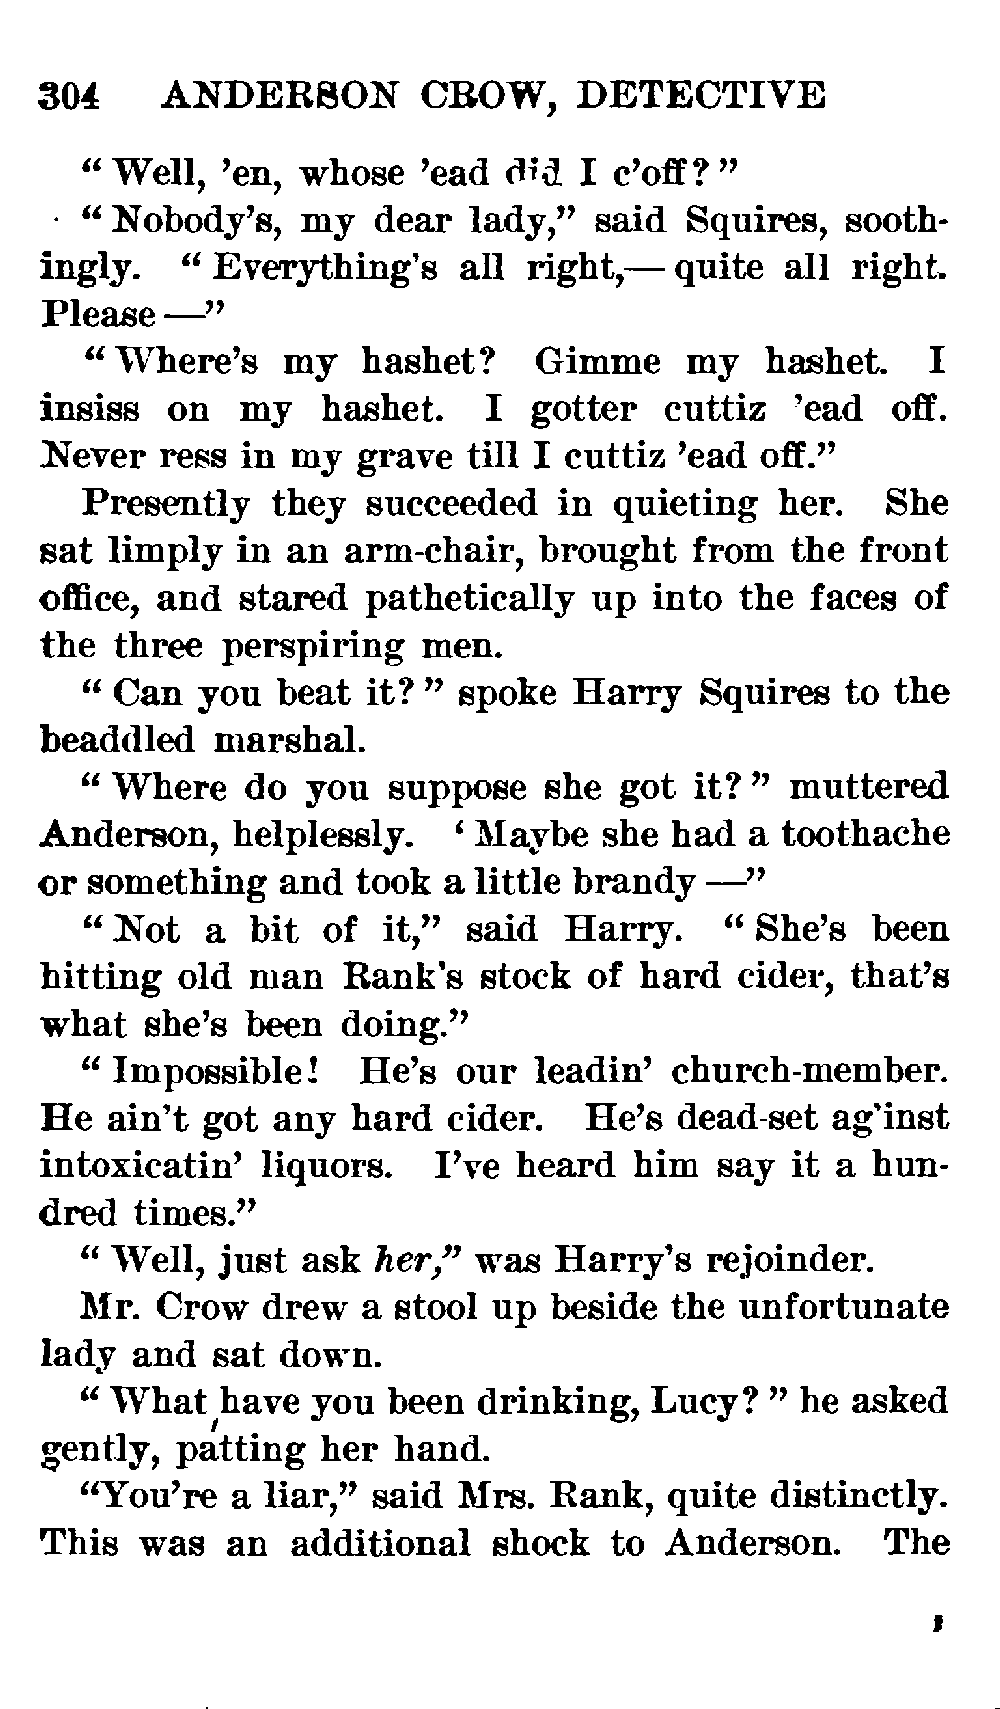 304 ANDERSON CROW, DETECTIVE
" Well, 'en, whose 'ead did I c'off? "
" Nobody's, my dear lady," said Squires, sooth-
ingly. " Everything's all right,— quite all right.
Please —"
" Where's my hashet? Gimme my hashet. I
insiss on my hashet. I gotter cuttiz 'ead off.
Never ress in my grave till I cuttiz 'ead off."
Presently they succeeded in quieting her. She
sat limply in an arm-chair, brought from the front
office, and stared pathetically up into the faces of
the three perspiring men.
" Can you beat it? " spoke Harry Squires to the
beaddled marshal.
" Where do you suppose she got it? " muttered
Anderson, helplessly. ' Maybe she had a toothache
or something and took a little brandy —"
" Not a bit of it," said Harry. " She's been
hitting old man Rank's stock of hard cider, that's
what she's been doing."
" Impossible! He's our leadin' church-member.
He ain't got any hard cider. He's dead-set ag'inst
intoxicatin' liquors. I've heard him say it a hun-
dred times."
" Well, just ask her," was Harry's rejoinder.
Mr. Crow drew a stool up beside the unfortunate
lady and sat down.
" What have you been drinking, Lucy? " he asked
gently, patting her hand.
"You're a liar," said Mrs. Rank, quite distinctly.
This was an additional shock to Anderson. The